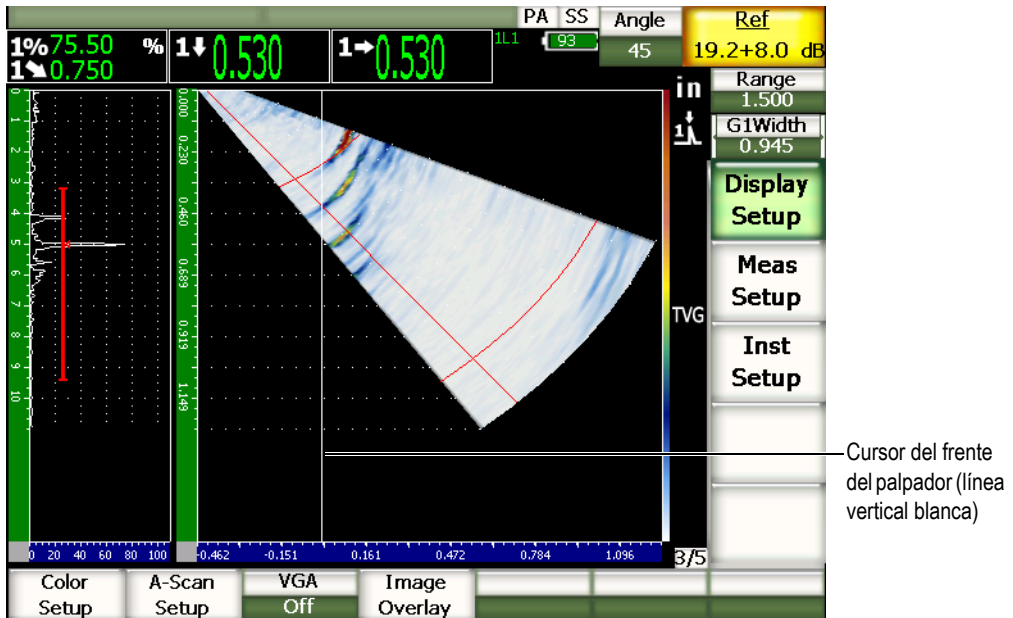 PA SS
Angle
45
Ref
19.2+8.0 dB
1% 75.50 %
1 0.750
1 0.530
1 0.530
1L1
93
in
Range
1.500
1
G1Width
0.945
0 1 2 3 4 5 6 7 8 9 10
0.000 0.230 0.460 0.689 0.919 1.149
Display
Setup
Meas
Setup
TVG
Inst
Setup
Cursor del frente
del palpador (línea
vertical blanca)
0 20 40 60 80 100
-0.462 -0.151 0.161 0.472 0.784 1.096
3/5
Color
Setup
A-Scan
Setup
VGA
Off
Image
Overlay